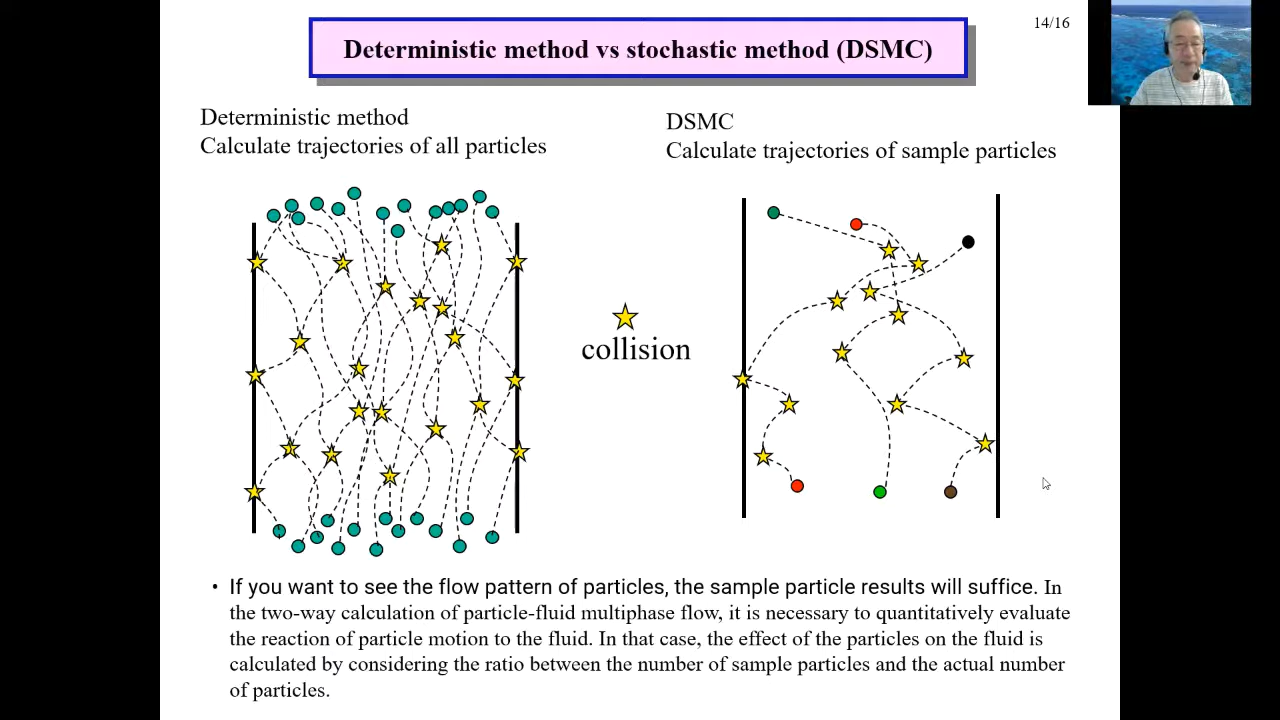 14/16
Deterministic method vs stochastic method (DSMC)
Deterministic method
Calculate trajectories of all particles
DSMC
Calculate trajectories of sample particles
collision
• If you want to see the flow pattern of particles, the sample particle results will suffice. In
the two-way calculation of particle-fluid multiphase flow, it is necessary to quantitatively evaluate
the reaction of particle motion to the fluid. In that case, the effect of the particles on the fluid is
calculated by considering the ratio between the number of sample particles and the actual number
of particles.